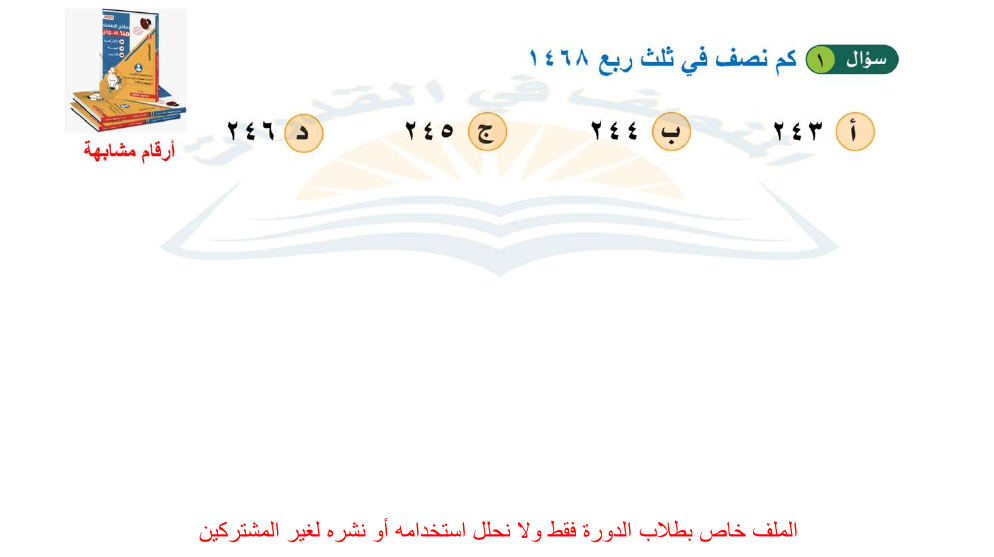 سؤال ١ كم نصف في ثلث ربع ١٤٦٨
أ ٢٤٣ ب ٢٤٤ ج ٢٤٥ د ٢٤٦
أرقام مشابهة
الملف خاص بطلاب الدورة فقط ولا نحلل استخدامه أو نشره لغير المشتركين